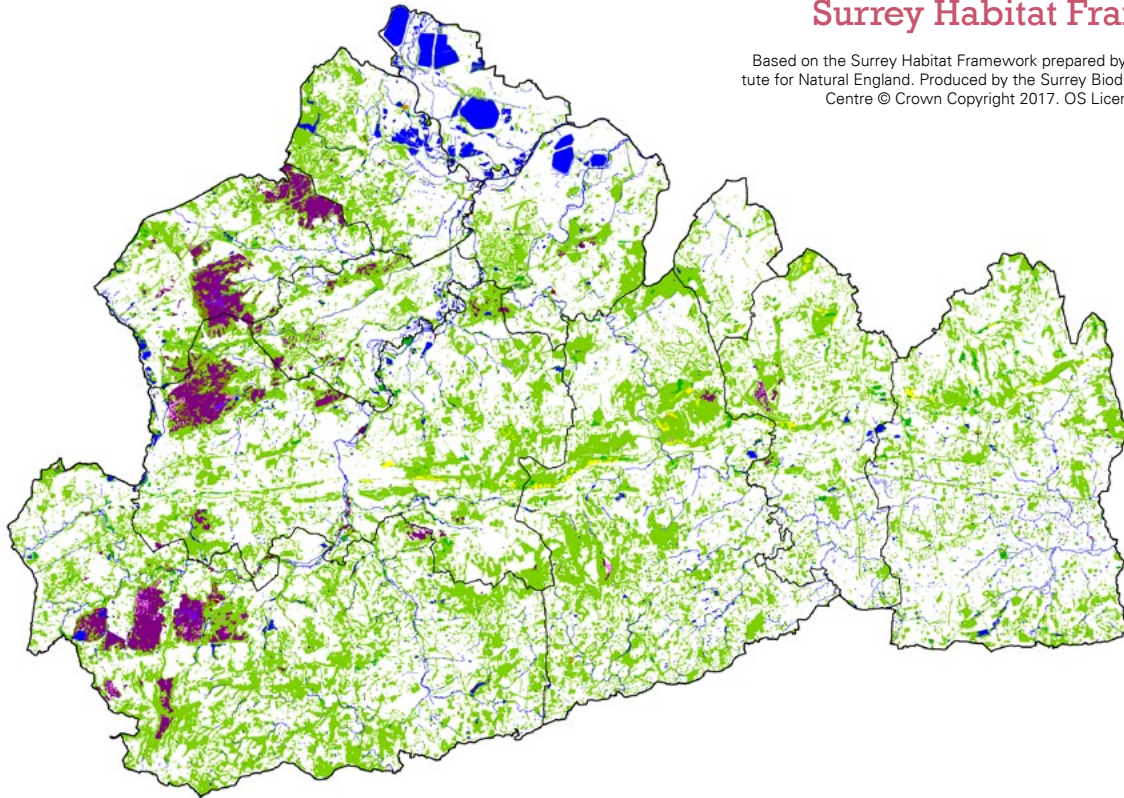 Surrey Habitat Fra
Based on the Surrey Habitat Framework prepared by
tute for Natural England. Produced by the Surrey Biod
Centre © Crown Copyright 2017. OS Licen